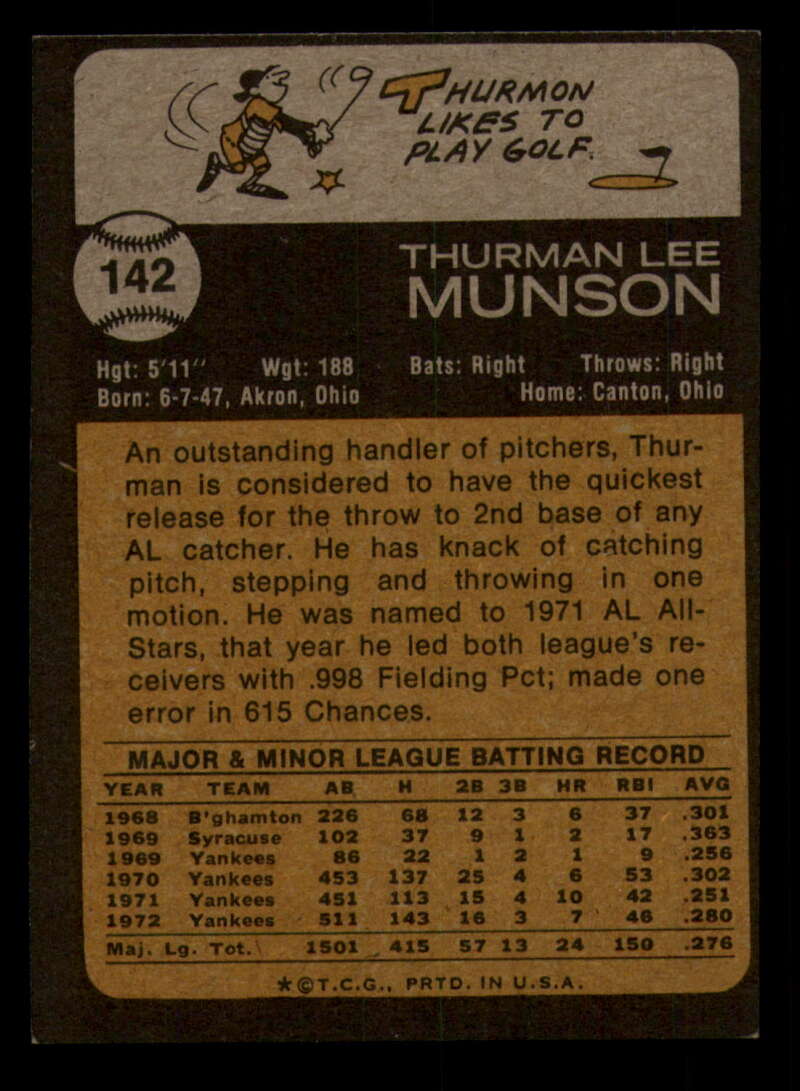 THURMON
LIKES TO
PLAY GOLF.
142
THURMAN LEE
MUNSON
Hgt: 5'11" Wgt: 188 Bats: Right Throws: Right
Born: 6-7-47, Akron, Ohio Home: Canton, Ohio
An outstanding handler of pitchers, Thur-
man is considered to have the quickest
release for the throw to 2nd base of any
AL catcher. He has knack of catching
pitch, stepping and throwing in one
motion. He was named to 1971 AL All-
Stars, that year he led both league's re-
ceivers with .998 Fielding Pct; made one
error in 615 Chances.
MAJOR & MINOR LEAGUE BATTING RECORD
YEAR TEAM AB H 2B 3B HR RBI AVG
1968 B'ghamton 226 68 12 3 6 37 .301
1969 Syracuse 102 37 9 1 2 17 .363
1969 Yankees 86 22 1 2 1 9 .256
1970 Yankees 453 137 25 4 6 53 .302
1971 Yankees 451 113 15 4 10 42 .251
1972 Yankees 511 143 16 3 7 46 .280
Maj. Lg. Tot. 1501 415 57 13 24 150 .276
★©T.C.G., PRTD. IN U.S.A.